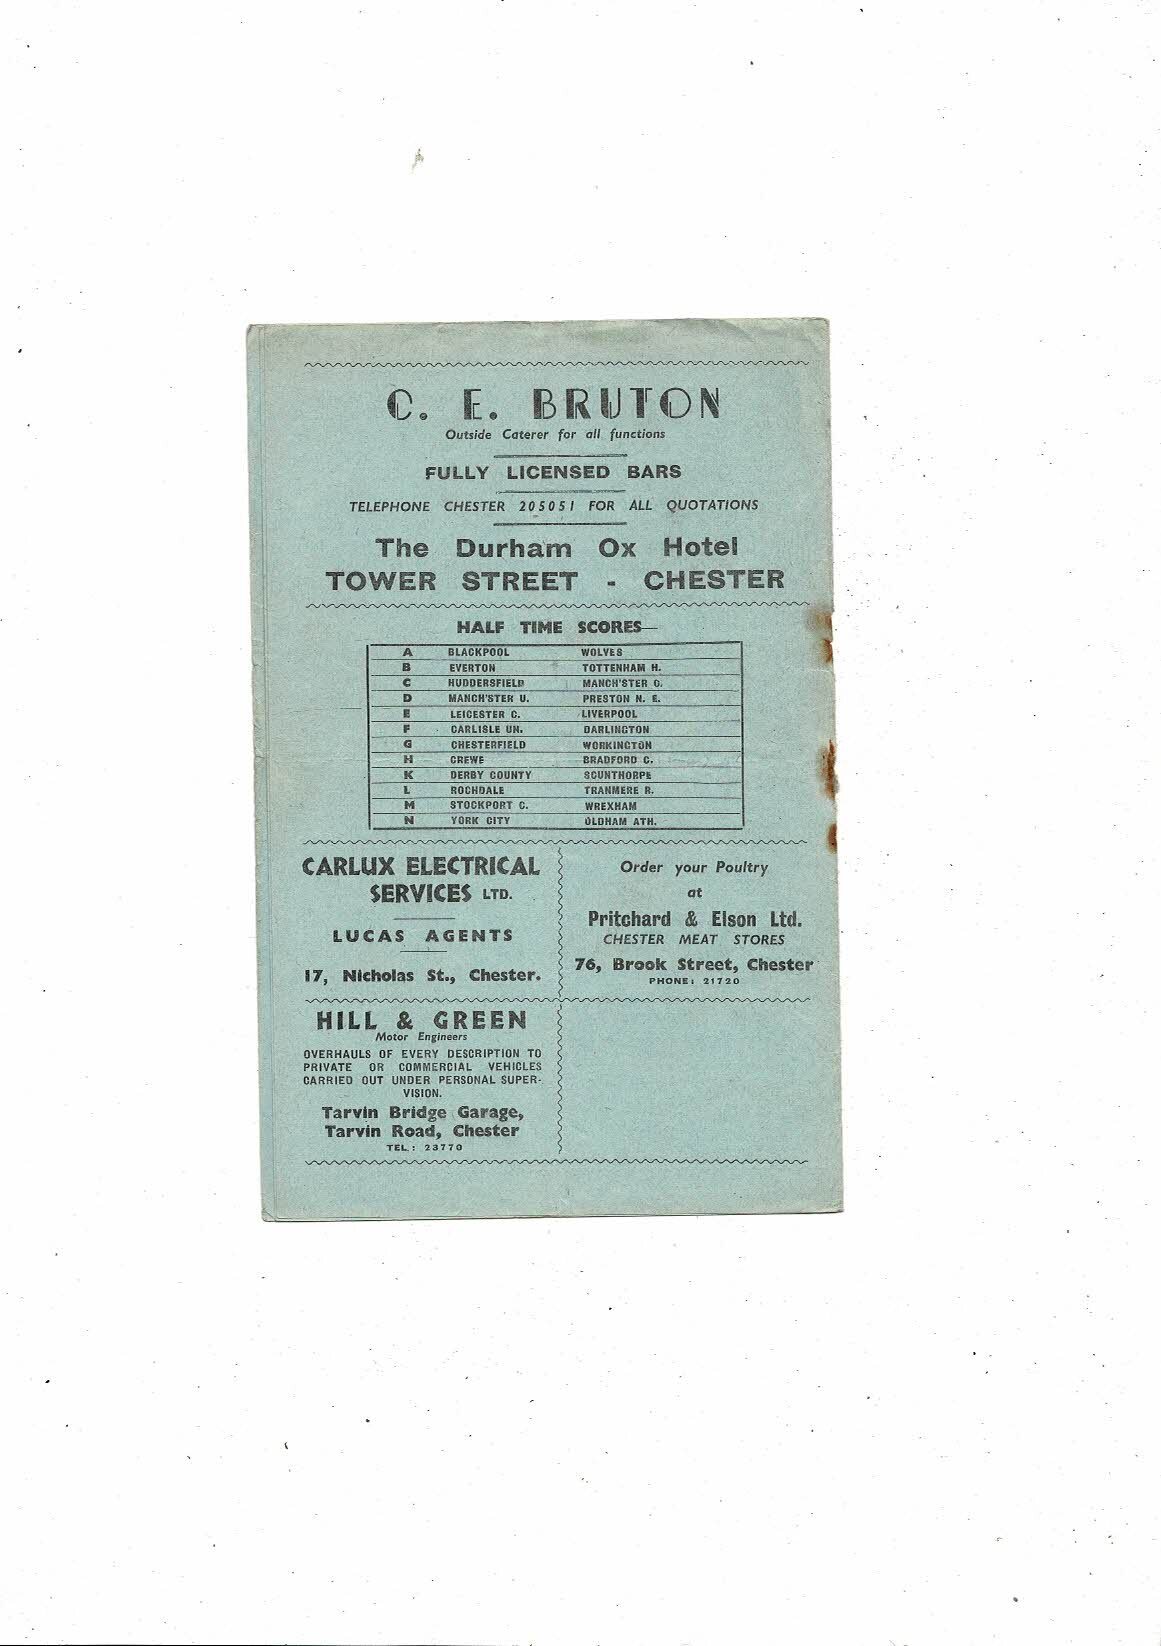 C. E. BRUTON
Outside Caterer for all functions
FULLY LICENSED BARS
TELEPHONE CHESTER 205051 FOR ALL QUOTATIONS
The Durham Ox Hotel
TOWER STREET - CHESTER
HALF TIME SCORES—
A BLACKPOOL WOLVES
B EVERTON TOTTENHAM H.
C HUDDERSFIELD MANCH'STER C.
D MANCH'STER U. PRESTON N. E.
E LEICESTER C. LIVERPOOL
F CARLISLE UN. DARLINGTON
G CHESTERFIELD WORKINGTON
H CREWE BRADFORD C.
K DERBY COUNTY SCUNTHORPE
L ROCHDALE TRANMERE R.
M STOCKPORT C. WREXHAM
N YORK CITY OLDHAM ATH.
CARLUX ELECTRICAL
SERVICES LTD.
LUCAS AGENTS
17, Nicholas St., Chester.
Order your Poultry
at
Pritchard & Elson Ltd.
CHESTER MEAT STORES
76, Brook Street, Chester
PHONE: 21720
HILL & GREEN
Motor Engineers
OVERHAULS OF EVERY DESCRIPTION TO
PRIVATE OR COMMERCIAL VEHICLES
CARRIED OUT UNDER PERSONAL SUPER-
VISION.
Tarvin Bridge Garage,
Tarvin Road, Chester
TEL.: 23770